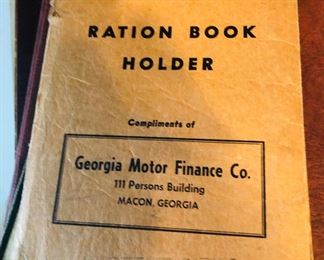 RATION BOOK
HOLDER
Compliments of
Georgia Motor Finance Co.
111 Persons Building
MACON, GEORGIA